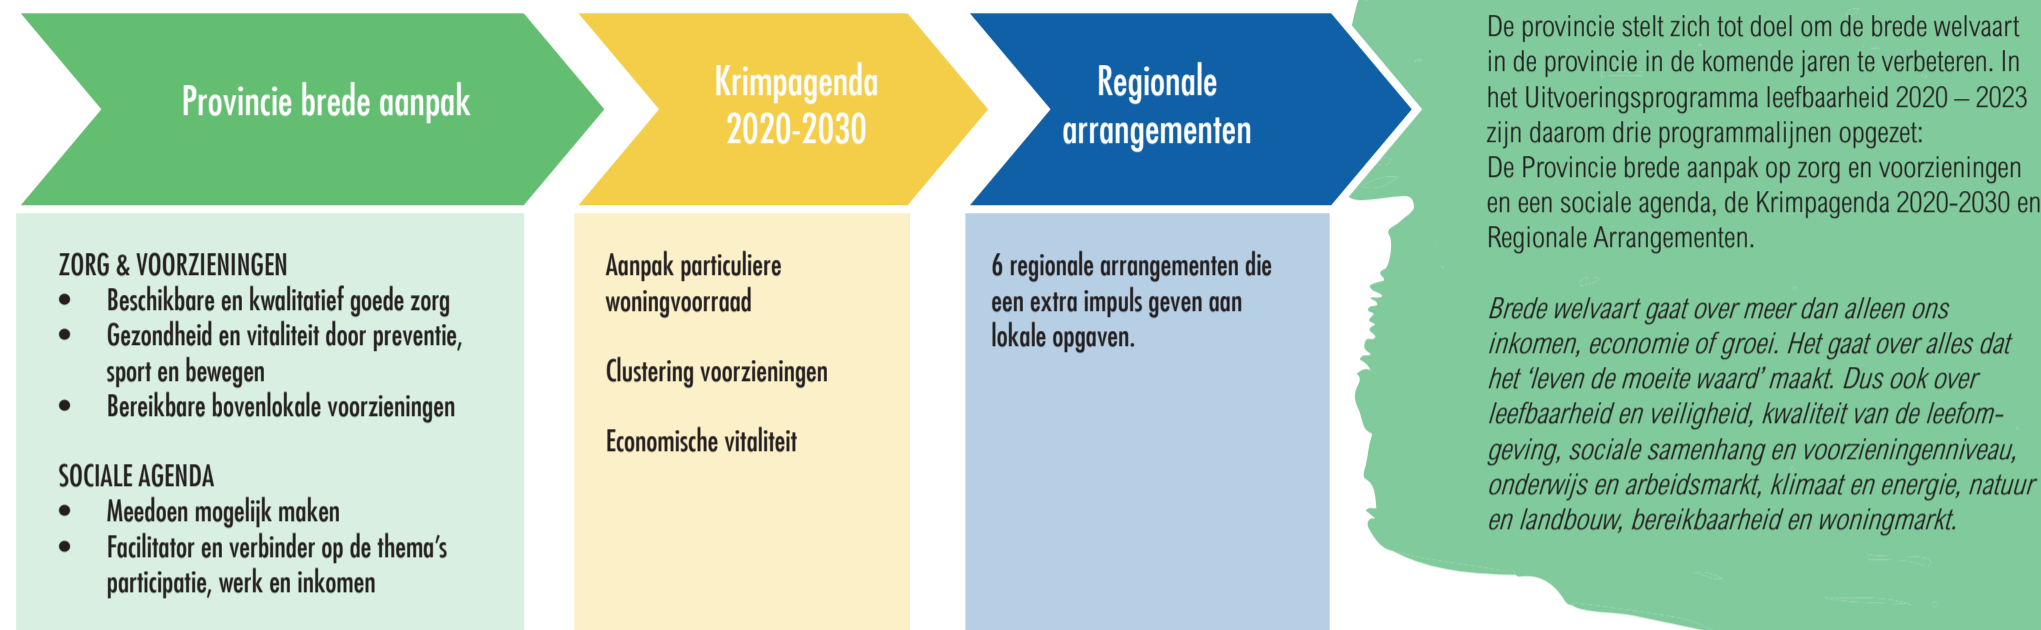 Provincie brede aanpak
ZORG & VOORZIENINGEN
• Beschikbare en kwalitatief goede zorg
• Gezondheid en vitaliteit door preventie,
sport en bewegen
• Bereikbare bovenlokale voorzieningen
SOCIALE AGENDA
• Meedoen mogelijk maken
• Facilitator en verbinder op de thema’s
participatie, werk en inkomen
Krimpagenda
2020-2030
Aanpak particuliere
woningvoorraad
Clustering voorzieningen
Economische vitaliteit
Regionale
arrangementen
6 regionale arrangementen die
een extra impuls geven aan
lokale opgaven.
De provincie stelt zich tot doel om de brede welvaart
in de provincie in de komende jaren te verbeteren. In
het Uitvoeringsprogramma leefbaarheid 2020 – 2023
zijn daarom drie programmalijnen opgezet:
De Provincie brede aanpak op zorg en voorzieningen
en een sociale agenda, de Krimpagenda 2020-2030 en
Regionale Arrangementen.
Brede welvaart gaat over meer dan alleen ons
inkomen, economie of groei. Het gaat over alles dat
het ‘leven de moeite waard’ maakt. Dus ook over
leefbaarheid en veiligheid, kwaliteit van de leefom-
geving, sociale samenhang en voorzieningenniveau,
onderwijs en arbeidsmarkt, klimaat en energie, natuur
en landbouw, bereikbaarheid en woningmarkt.